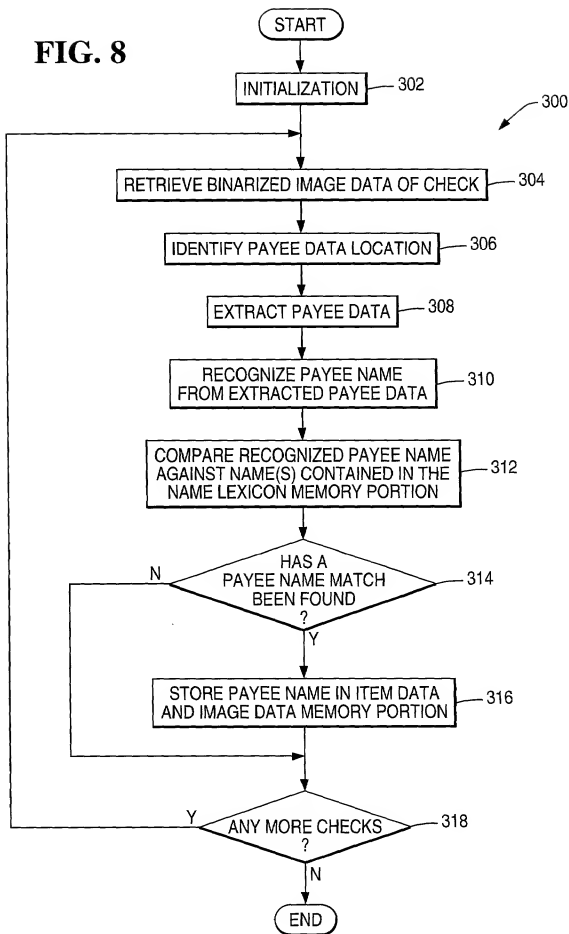 START
FIG. 8
INITIALIZATION
302
300
RETRIEVE BINARIZED IMAGE DATA OF CHECK
304
IDENTIFY PAYEE DATA LOCATION
306
EXTRACT PAYEE DATA
308
RECOGNIZE PAYEE NAME
FROM EXTRACTED PAYEE DATA
310
COMPARE RECOGNIZED PAYEE NAME
AGAINST NAME(S) CONTAINED IN THE
NAME LEXICON MEMORY PORTION
312
HAS A
PAYEE NAME MATCH
BEEN FOUND
?
314
N
Y
STORE PAYEE NAME IN ITEM DATA
AND IMAGE DATA MEMORY PORTION
316
Y
ANY MORE CHECKS
?
318
N
END